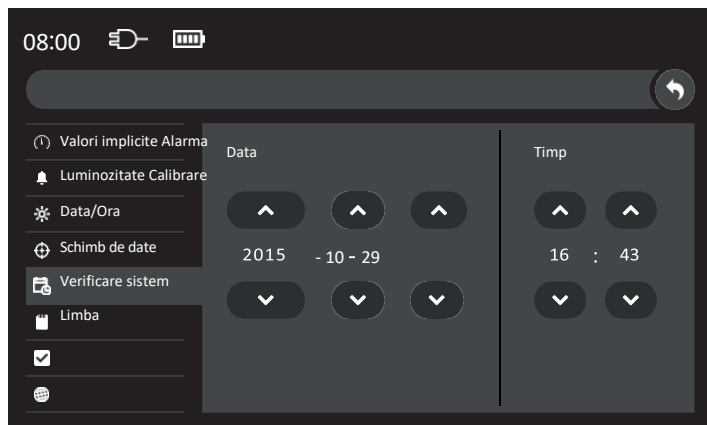 08:00
Valori implicite Alarma
Luminozitate Calibrare
Data/Ora
Schimb de date
Verificare sistem
Limba
Data
2015 - 10 - 29
Timp
16 : 43